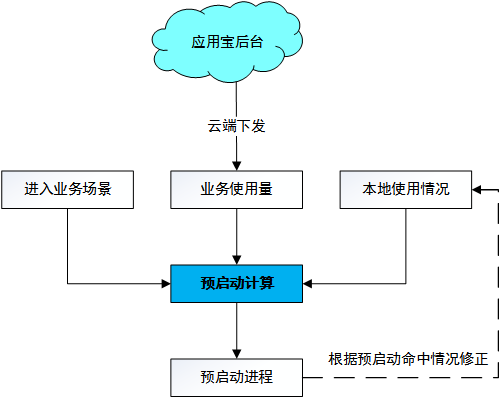 应用宝后台
云端下发
进入业务场景
业务使用量
本地使用情况
预启动计算
根据预启动命中情况修正
预启动进程